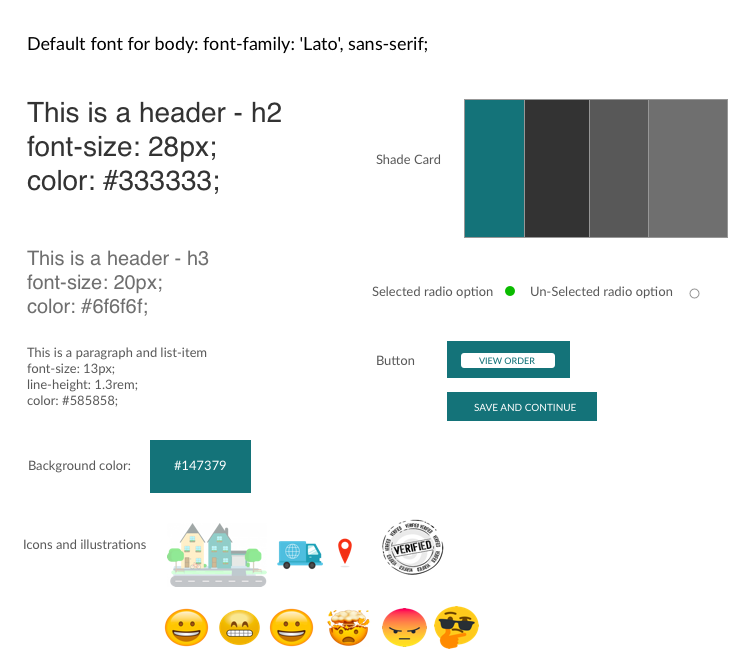 Default font for body: font-family: 'Lato', sans-serif;
This is a header - h2
font-size: 28px;
color: #333333;
Shade Card
This is a header - h3
font-size: 20px;
color: #6f6f6f;
Selected radio option
Un-Selected radio option
This is a paragraph and list-item
font-size: 13px;
line-height: 1.3rem;
color: #585858;
Button
VIEW ORDER
SAVE AND CONTINUE
Background color:
#147379
Icons and illustrations
VERIFIED